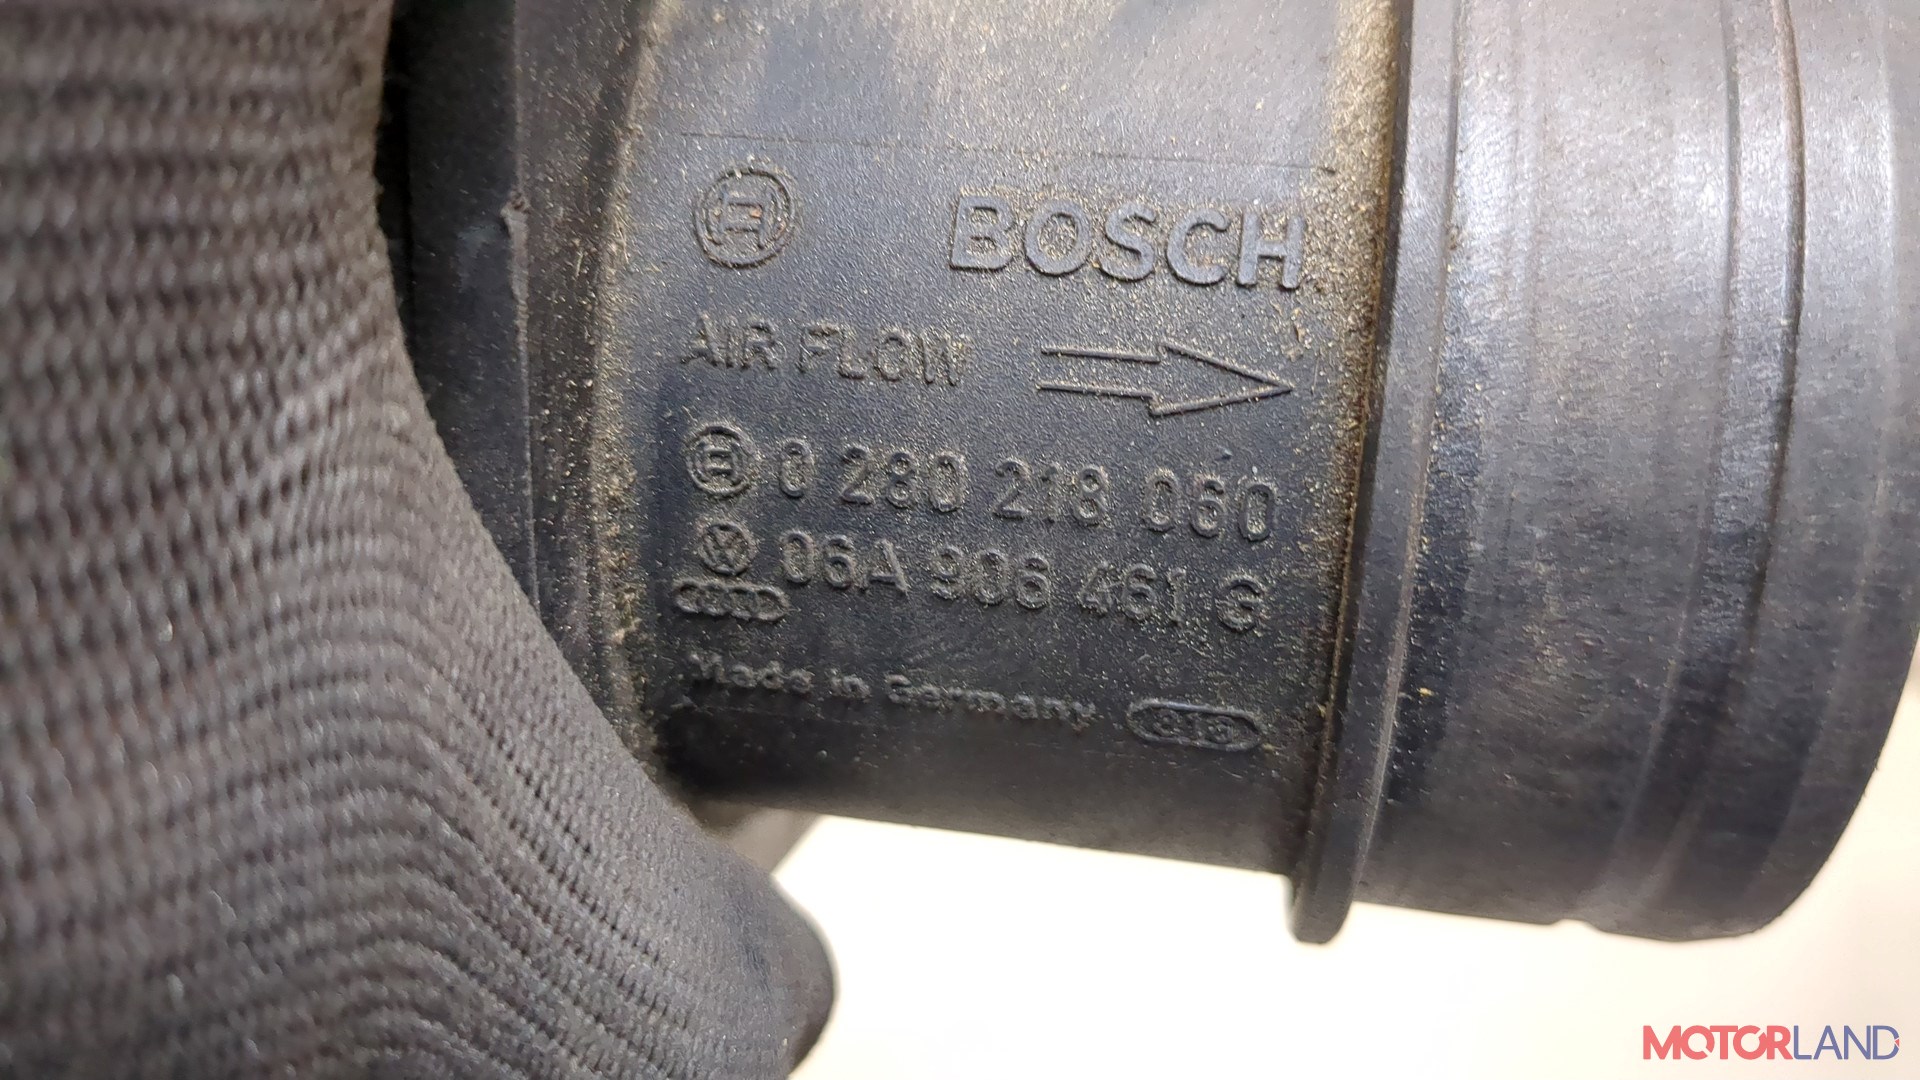 BOSCH
AIR FLOW
0 280 218 060
06A 906 461 G
Made in Germany
MOTORLAND